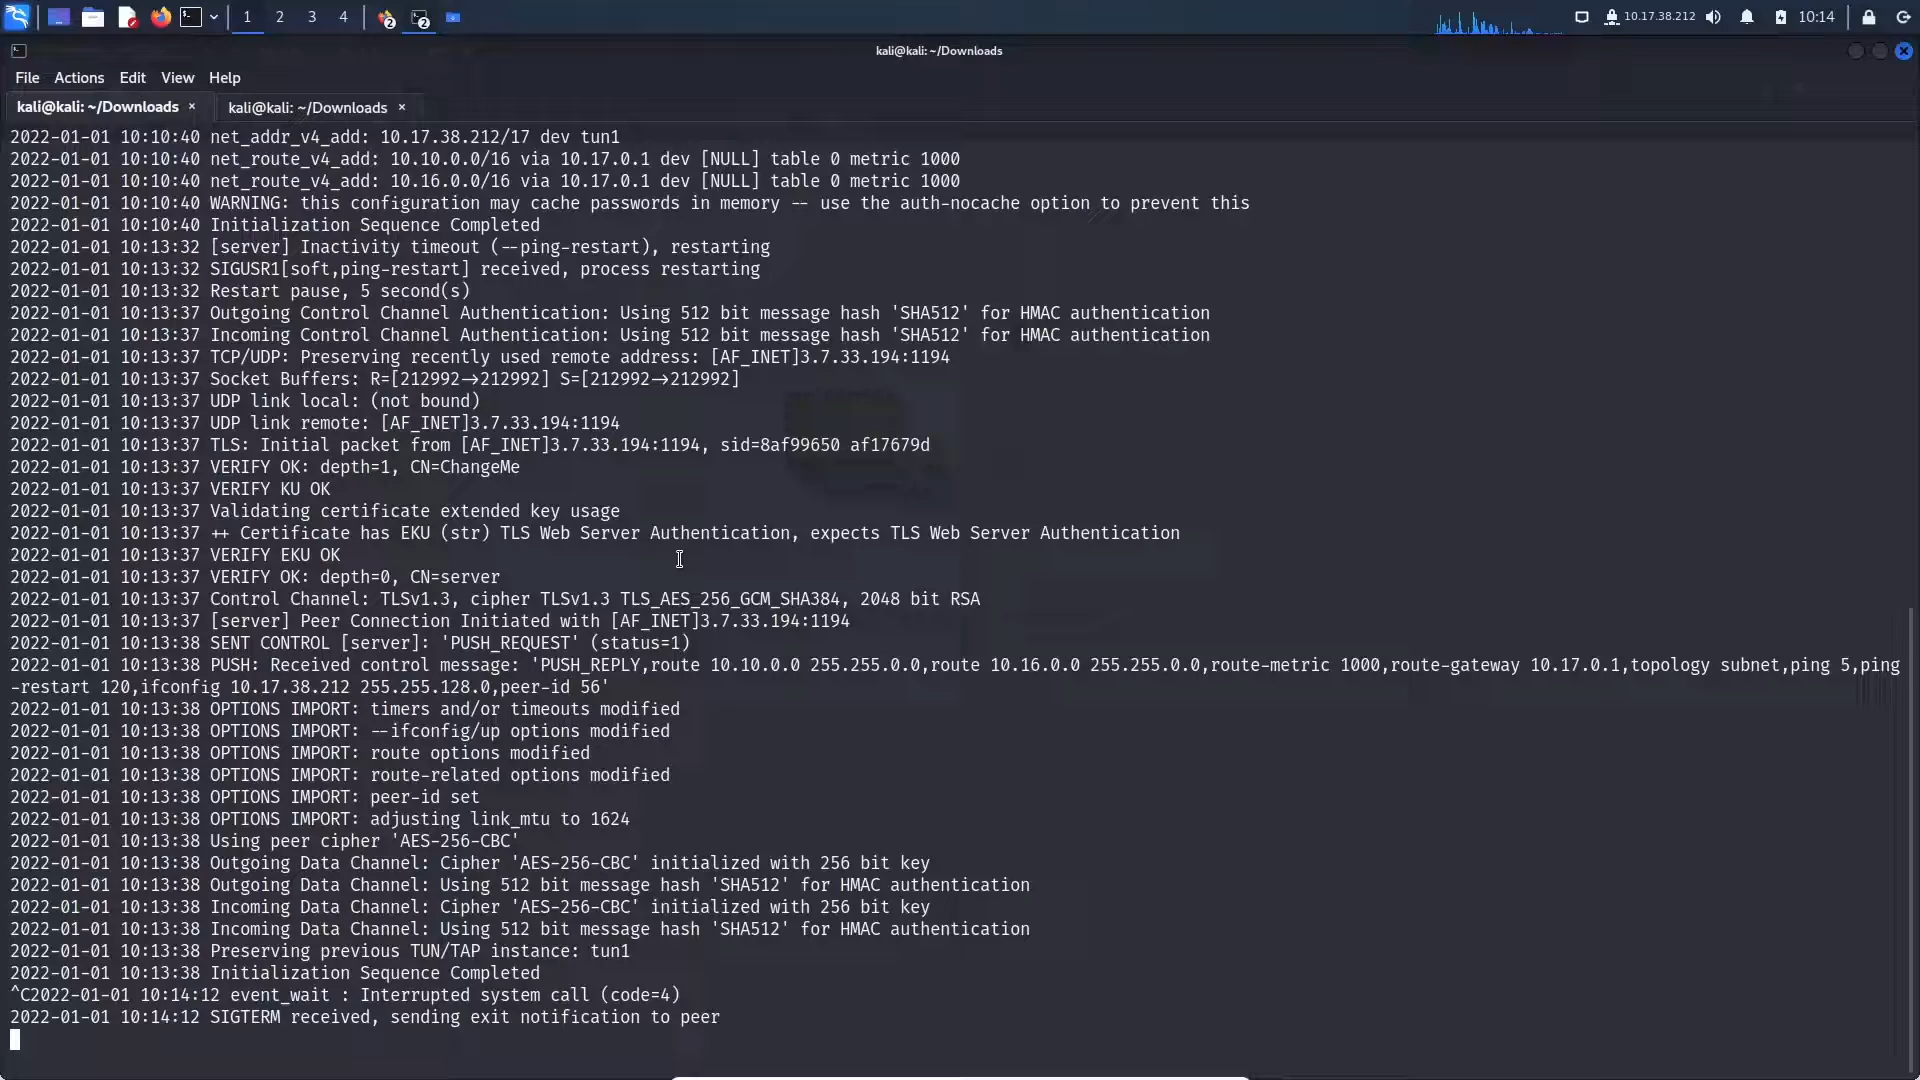 1 2 3 4 2 2 10.17.38.212 10:14
kali@kali: ~/Downloads
File Actions Edit View Help
kali@kali: ~/Downloads × kali@kali: ~/Downloads ×
2022-01-01 10:10:40 net_addr_v4_add: 10.17.38.212/17 dev tun1
2022-01-01 10:10:40 net_route_v4_add: 10.10.0.0/16 via 10.17.0.1 dev [NULL] table 0 metric 1000
2022-01-01 10:10:40 net_route_v4_add: 10.16.0.0/16 via 10.17.0.1 dev [NULL] table 0 metric 1000
2022-01-01 10:10:40 WARNING: this configuration may cache passwords in memory -- use the auth-nocache option to prevent this
2022-01-01 10:10:40 Initialization Sequence Completed
2022-01-01 10:13:32 [server] Inactivity timeout (--ping-restart), restarting
2022-01-01 10:13:32 SIGUSR1[soft,ping-restart] received, process restarting
2022-01-01 10:13:32 Restart pause, 5 second(s)
2022-01-01 10:13:37 Outgoing Control Channel Authentication: Using 512 bit message hash 'SHA512' for HMAC authentication
2022-01-01 10:13:37 Incoming Control Channel Authentication: Using 512 bit message hash 'SHA512' for HMAC authentication
2022-01-01 10:13:37 TCP/UDP: Preserving recently used remote address: [AF_INET]3.7.33.194:1194
2022-01-01 10:13:37 Socket Buffers: R=[212992→212992] S=[212992→212992]
2022-01-01 10:13:37 UDP link local: (not bound)
2022-01-01 10:13:37 UDP link remote: [AF_INET]3.7.33.194:1194
2022-01-01 10:13:37 TLS: Initial packet from [AF_INET]3.7.33.194:1194, sid=8af99650 af17679d
2022-01-01 10:13:37 VERIFY OK: depth=1, CN=ChangeMe
2022-01-01 10:13:37 VERIFY KU OK
2022-01-01 10:13:37 Validating certificate extended key usage
2022-01-01 10:13:37 ++ Certificate has EKU (str) TLS Web Server Authentication, expects TLS Web Server Authentication
2022-01-01 10:13:37 VERIFY EKU OK
2022-01-01 10:13:37 VERIFY OK: depth=0, CN=server
2022-01-01 10:13:37 Control Channel: TLSv1.3, cipher TLSv1.3 TLS_AES_256_GCM_SHA384, 2048 bit RSA
2022-01-01 10:13:37 [server] Peer Connection Initiated with [AF_INET]3.7.33.194:1194
2022-01-01 10:13:38 SENT CONTROL [server]: 'PUSH_REQUEST' (status=1)
2022-01-01 10:13:38 PUSH: Received control message: 'PUSH_REPLY,route 10.10.0.0 255.255.0.0,route 10.16.0.0 255.255.0.0,route-metric 1000,route-gateway 10.17.0.1,topology subnet,ping 5,ping
-restart 120,ifconfig 10.17.38.212 255.255.128.0,peer-id 56'
2022-01-01 10:13:38 OPTIONS IMPORT: timers and/or timeouts modified
2022-01-01 10:13:38 OPTIONS IMPORT: --ifconfig/up options modified
2022-01-01 10:13:38 OPTIONS IMPORT: route options modified
2022-01-01 10:13:38 OPTIONS IMPORT: route-related options modified
2022-01-01 10:13:38 OPTIONS IMPORT: peer-id set
2022-01-01 10:13:38 OPTIONS IMPORT: adjusting link_mtu to 1624
2022-01-01 10:13:38 Using peer cipher 'AES-256-CBC'
2022-01-01 10:13:38 Outgoing Data Channel: Cipher 'AES-256-CBC' initialized with 256 bit key
2022-01-01 10:13:38 Outgoing Data Channel: Using 512 bit message hash 'SHA512' for HMAC authentication
2022-01-01 10:13:38 Incoming Data Channel: Cipher 'AES-256-CBC' initialized with 256 bit key
2022-01-01 10:13:38 Incoming Data Channel: Using 512 bit message hash 'SHA512' for HMAC authentication
2022-01-01 10:13:38 Preserving previous TUN/TAP instance: tun1
2022-01-01 10:13:38 Initialization Sequence Completed
^C2022-01-01 10:14:12 event_wait : Interrupted system call (code=4)
2022-01-01 10:14:12 SIGTERM received, sending exit notification to peer